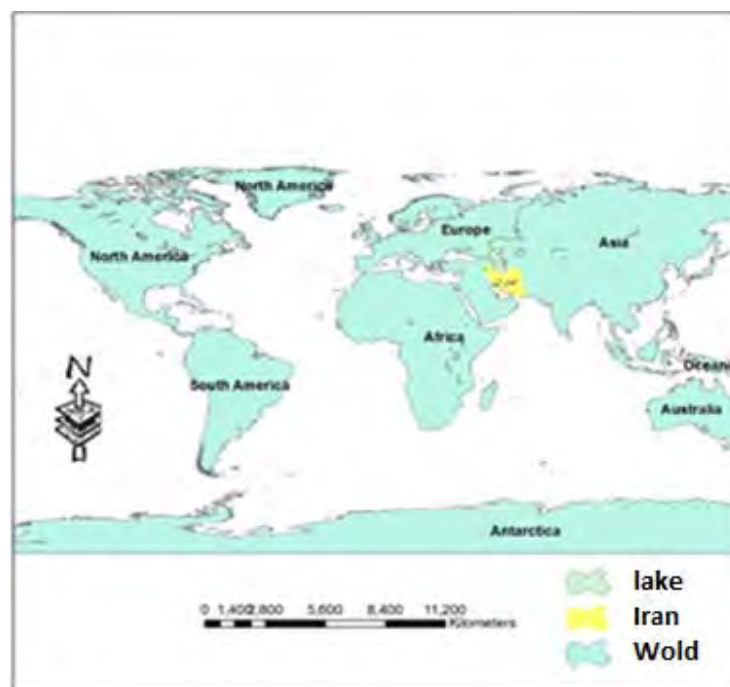 North America
Europe
North America
Asia
Africa
Oceani
N
South America
Australia
Antarctica
0 1,400 2,800 5,600 8,400 11,200
Kilometers
lake
Iran
Wold